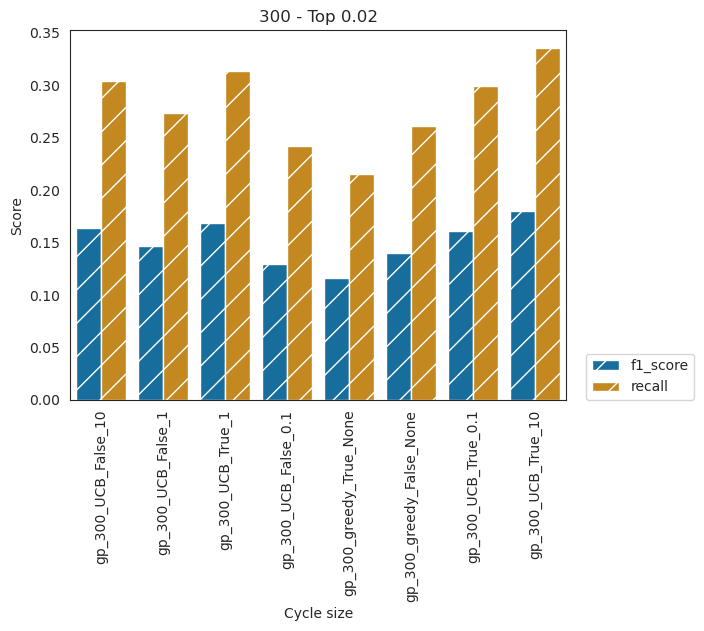 300 - Top 0.02
Score
0.35
0.30
0.25
0.20
0.15
0.10
0.05
0.00
gp_300_UCB_False_10
gp_300_UCB_False_1
gp_300_UCB_True_1
gp_300_UCB_False_0.1
gp_300_greedy_True_None
gp_300_greedy_False_None
gp_300_UCB_True_0.1
gp_300_UCB_True_10
Cycle size
f1_score
recall